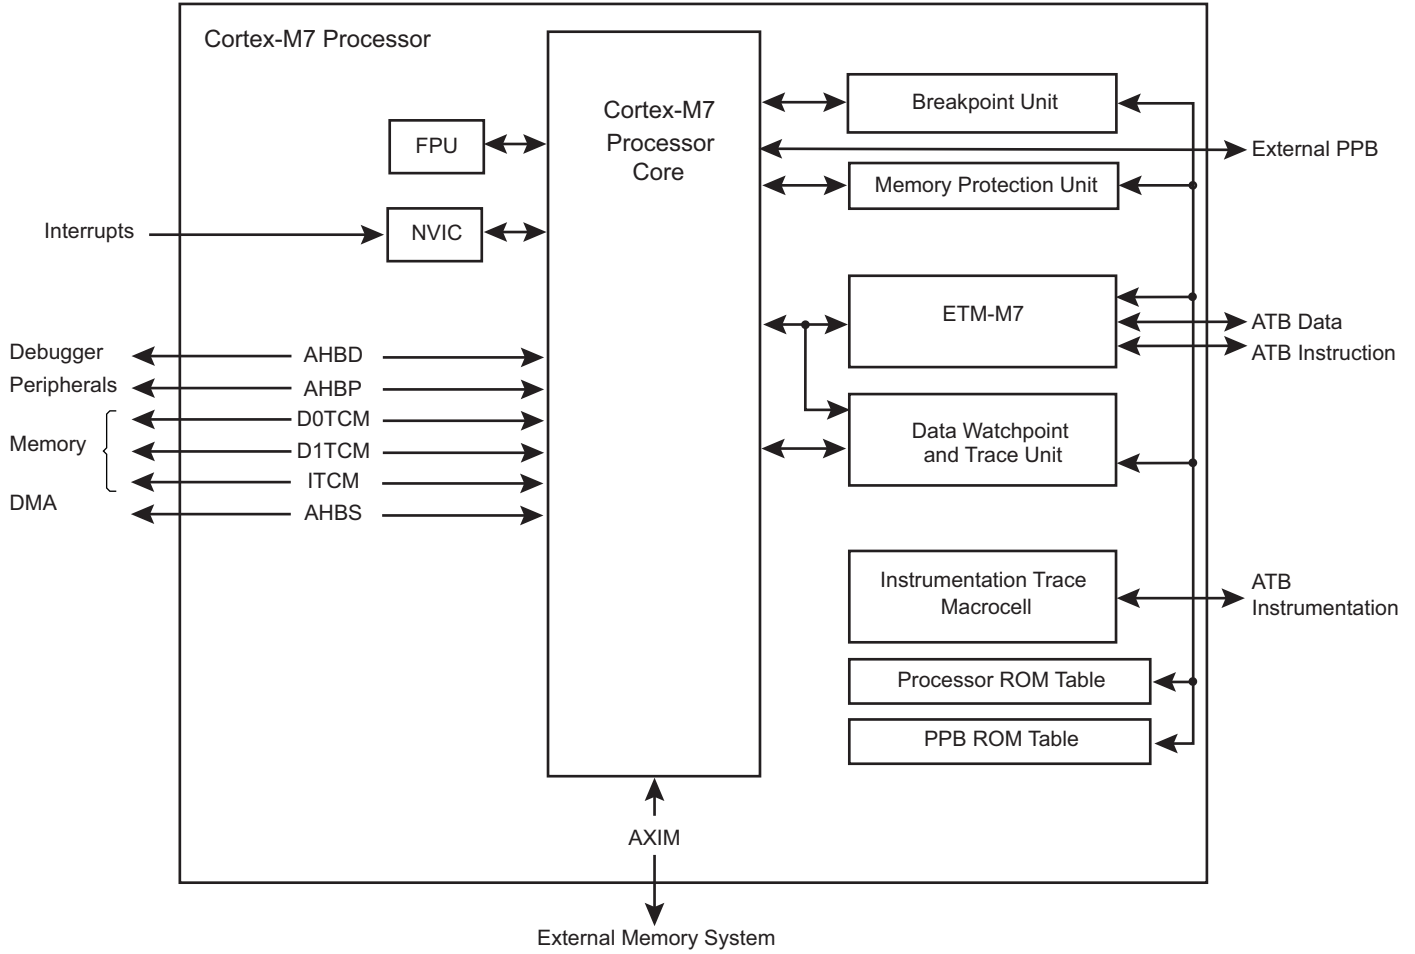 Cortex-M7 Processor
Cortex-M7
Processor
Core
FPU
NVIC
Interrupts
Debugger
Peripherals
Memory
DMA
AHBD
AHBP
D0TCM
D1TCM
ITCM
AHBS
Breakpoint Unit
External PPB
Memory Protection Unit
ETM-M7
ATB Data
ATB Instruction
Data Watchpoint
and Trace Unit
Instrumentation Trace
Macrocell
ATB
Instrumentation
Processor ROM Table
PPB ROM Table
AXIM
External Memory System